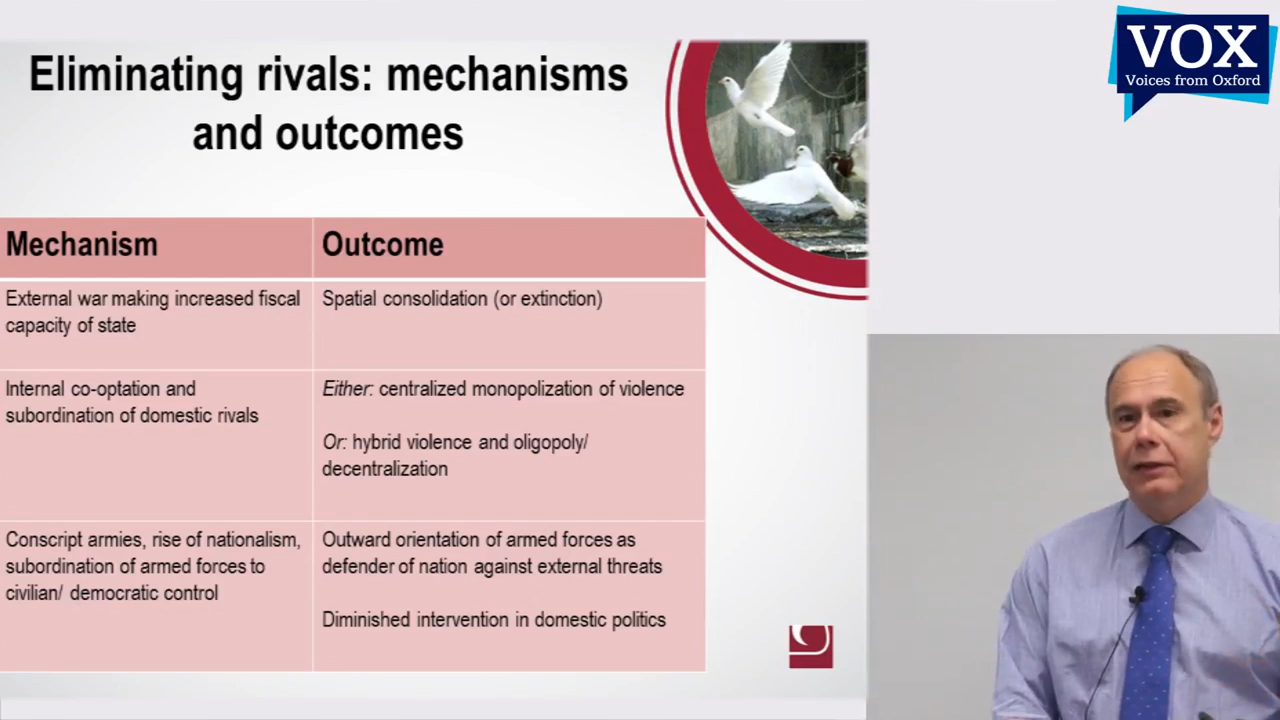 Eliminating rivals: mechanisms
and outcomes
VOX
Voices from Oxford
Mechanism
Outcome
External war making increased fiscal
capacity of state
Spatial consolidation (or extinction)
Internal co-optation and
subordination of domestic rivals
Either: centralized monopolization of violence
Or: hybrid violence and oligopoly/
decentralization
Conscript armies, rise of nationalism,
subordination of armed forces to
civilian/ democratic control
Outward orientation of armed forces as
defender of nation against external threats
Diminished intervention in domestic politics